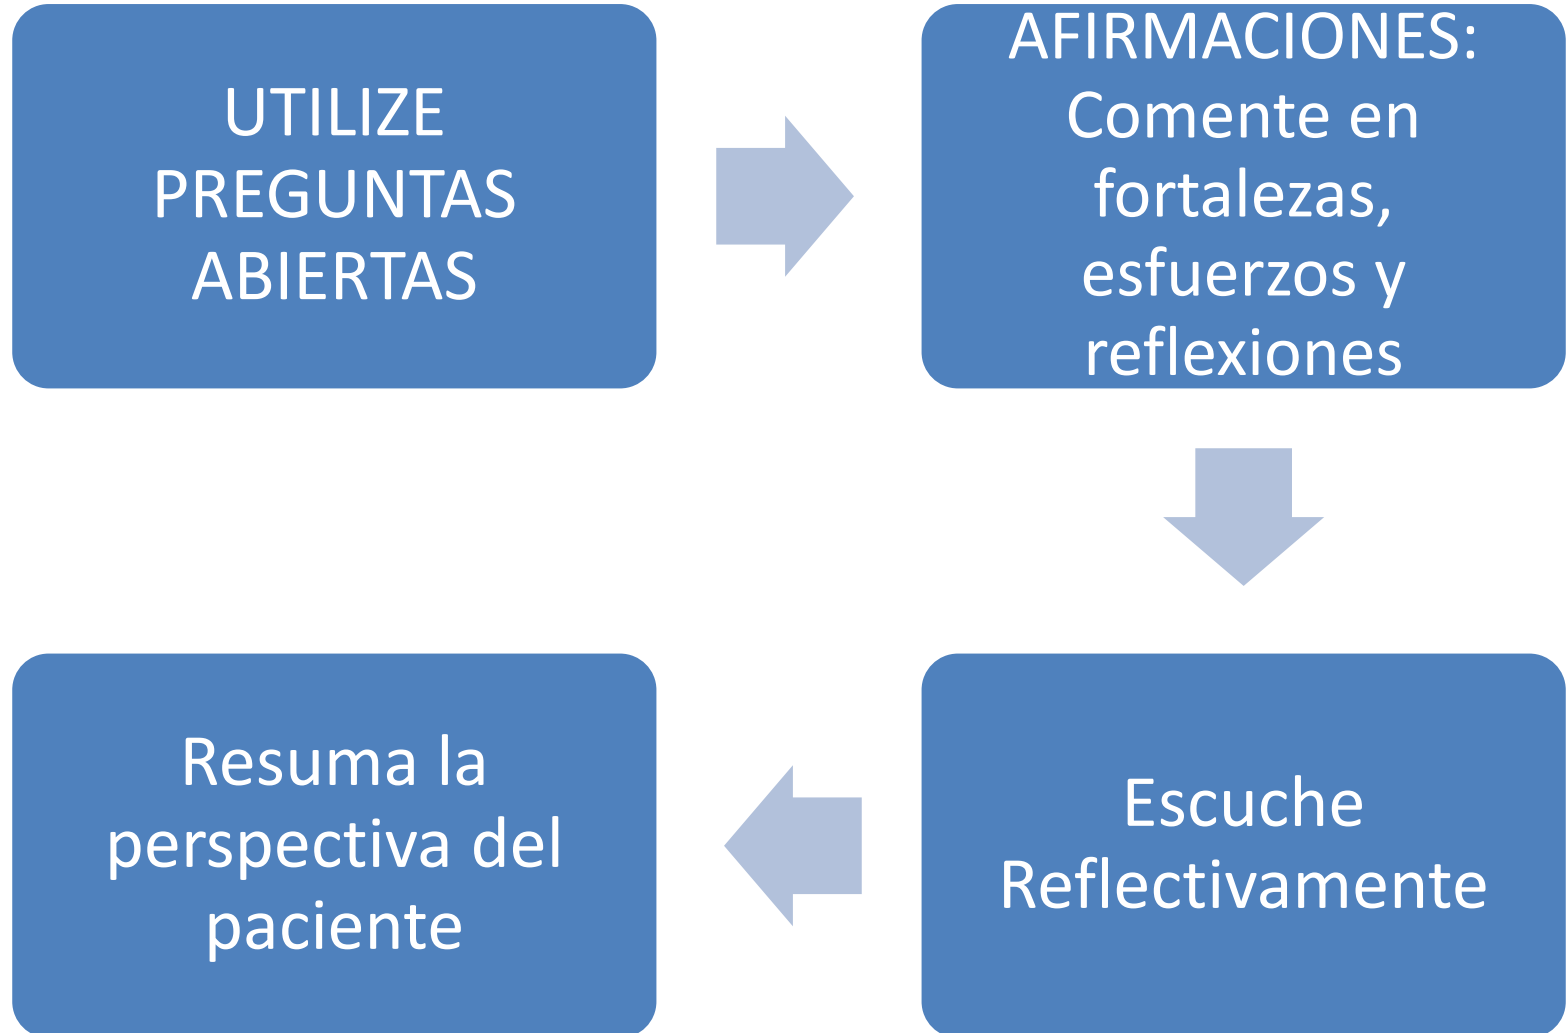 UTILIZE
PREGUNTAS
ABIERTAS
AFIRMACIONES:
Comente en
fortalezas,
esfuerzos y
reflexiones
Escuche
Reflectivamente
Resuma la
perspectiva del
paciente